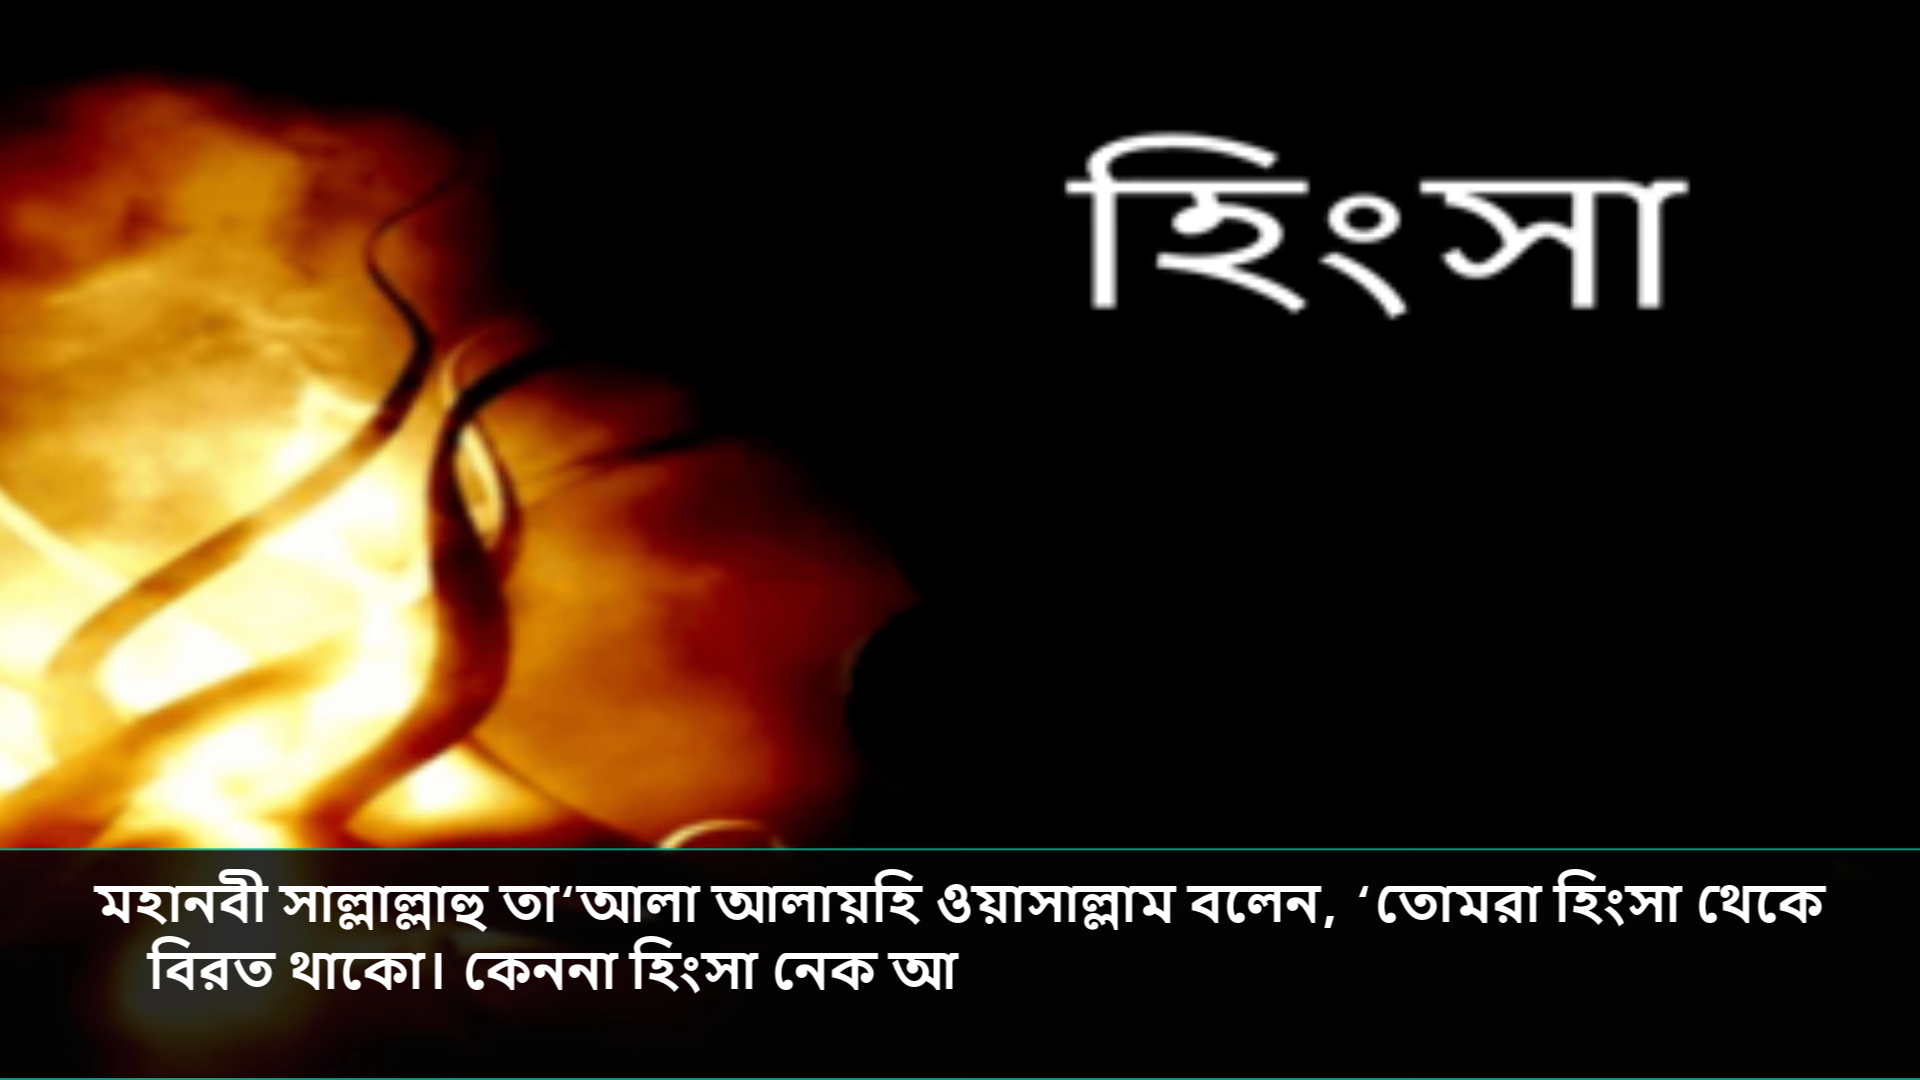 হিংসা
মহানবী সাল্লাল্লাহু তা‘আলা আলায়হি ওয়াসাল্লাম বলেন, ‘তোমরা হিংসা থেকে
বিরত থাকো। কেননা হিংসা নেক আ